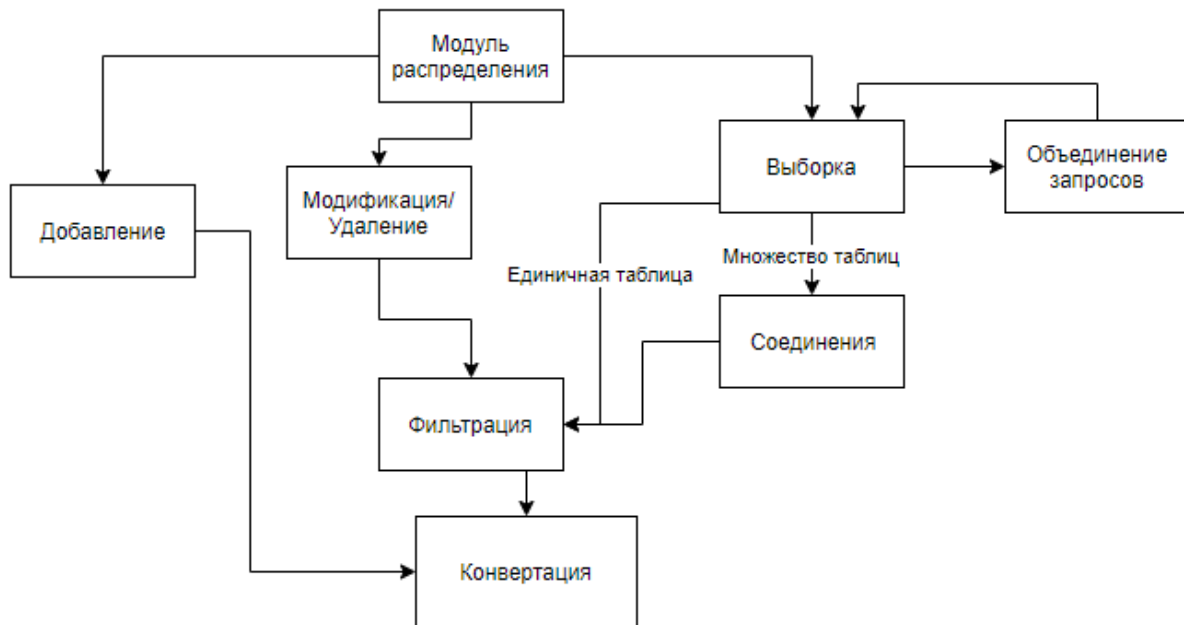 Модуль
распределения
Выборка
Объединение
запросов
Модификация/
Удаление
Добавление
Единичная таблица
Множество таблиц
Соединения
Фильтрация
Конвертация